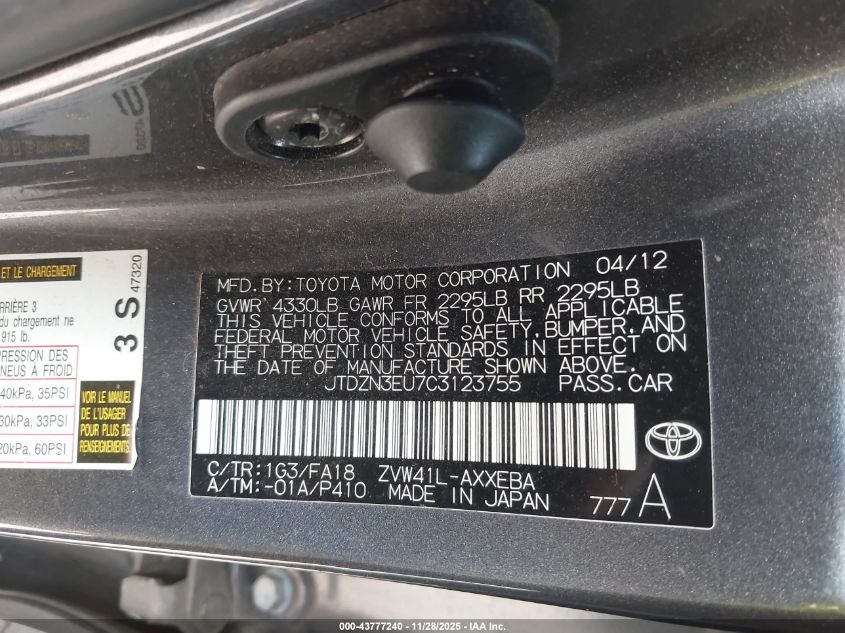 ET LE CHARGEMENT
RRIÈRE 3
du chargement ne
915 lb.
PRESSION DES
NEUS À FROID
40kPa, 35PSI
30kPa, 33PSI
20kPa, 60PSI
VOIR LE
MANUEL DE
L'USAGER
POUR PLUS DE
RENSEIGNEMENTS
3 S 47320
MFD. BY: TOYOTA MOTOR CORPORATION 04/12
GVWR 4330LB GAWR FR 2295LB RR 2295LB
THIS VEHICLE CONFORMS TO ALL APPLICABLE
FEDERAL MOTOR VEHICLE SAFETY, BUMPER, AND
THEFT PREVENTION STANDARDS IN EFFECT ON
THE DATE OF MANUFACTURE SHOWN ABOVE.
JTDZN3EU7C3123755 PASS.CAR
C/TR:1G3/FA18 ZVW41L-AXXEBA
A/TM:-01A/P410 MADE IN JAPAN
777 A
000-43777240 - 11/28/2025 - IAA Inc.